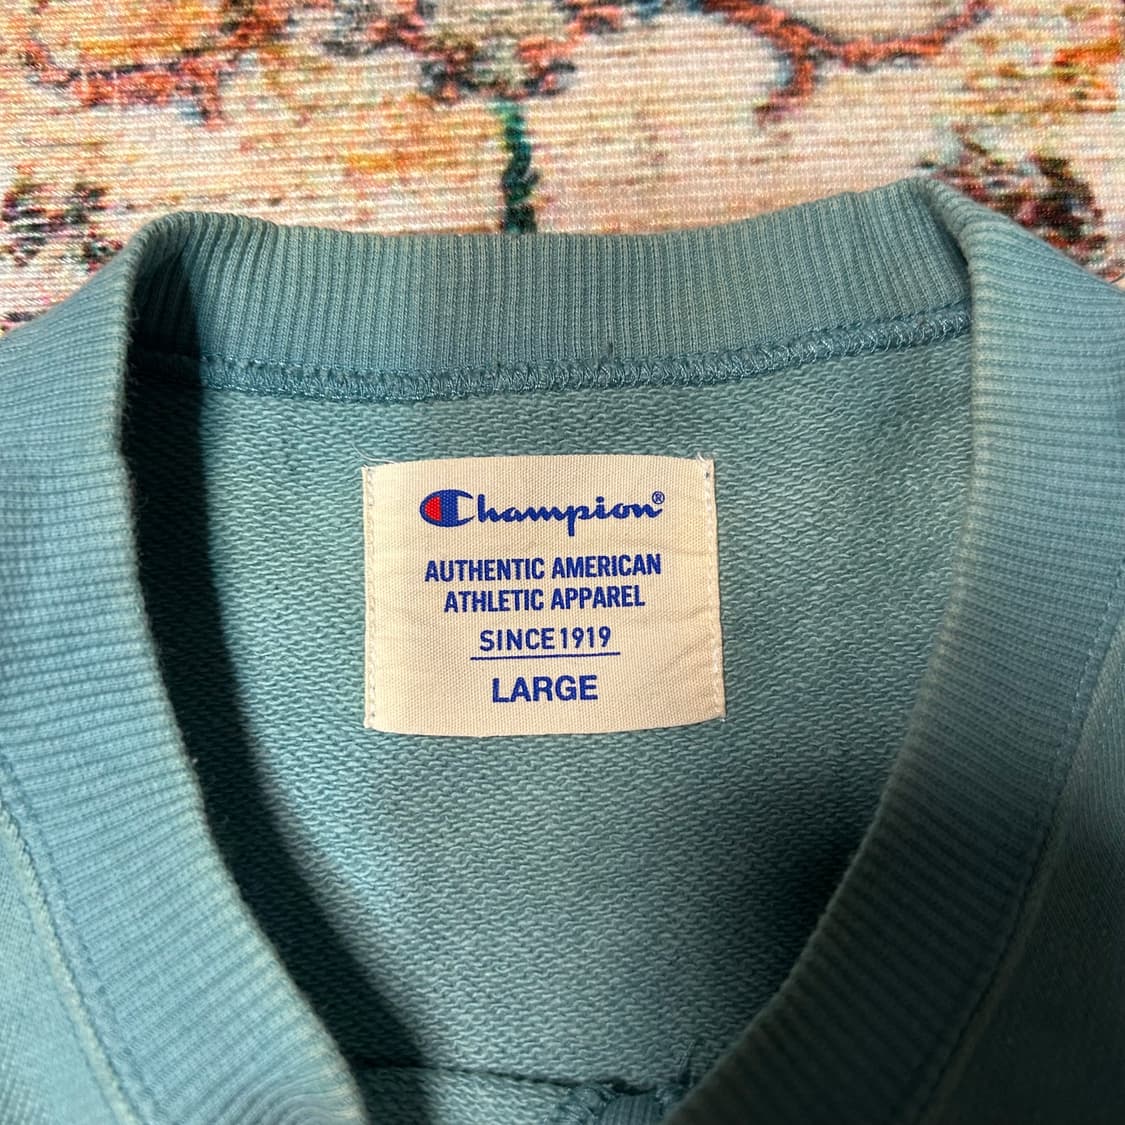 Champion®
AUTHENTIC AMERICAN
ATHLETIC APPAREL
SINCE 1919
LARGE